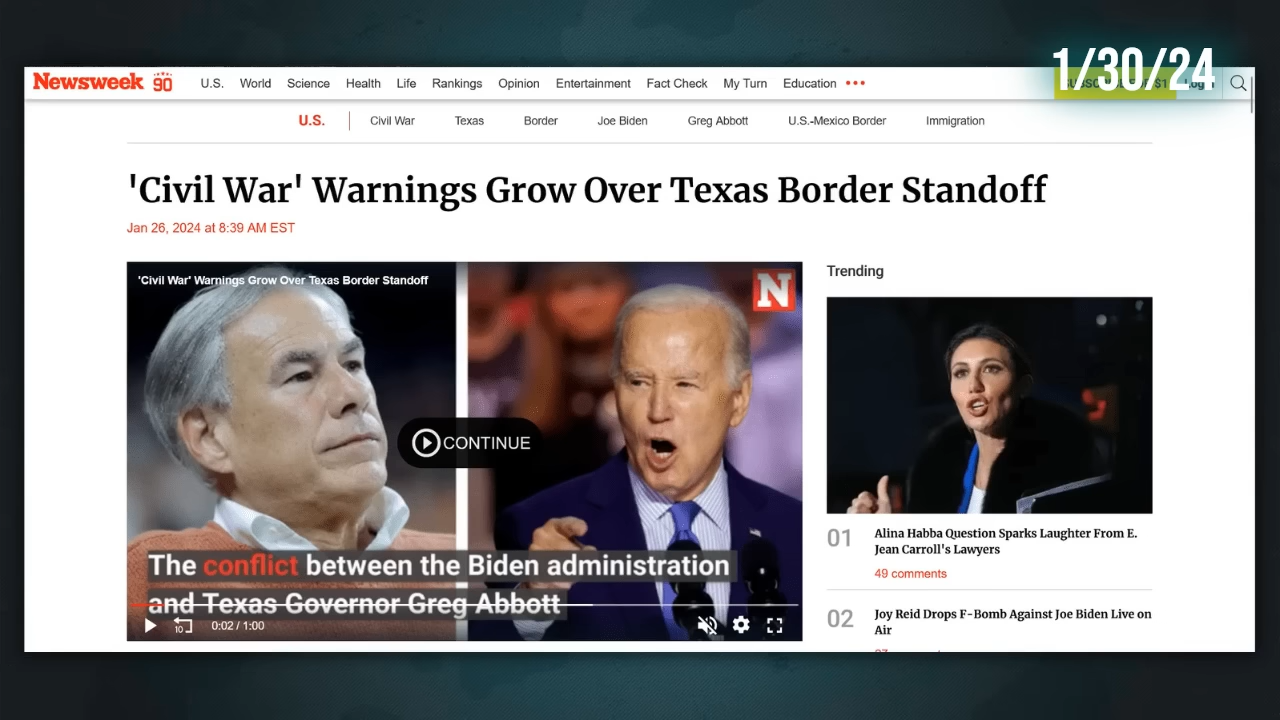 1/30/24
Newsweek 90 U.S. World Science Health Life Rankings Opinion Entertainment Fact Check My Turn Education
U.S. Civil War Texas Border Joe Biden Greg Abbott U.S.-Mexico Border Immigration
'Civil War' Warnings Grow Over Texas Border Standoff
Jan 26, 2024 at 8:39 AM EST
'Civil War' Warnings Grow Over Texas Border Standoff
N
CONTINUE
The conflict between the Biden administration
and Texas Governor Greg Abbott
10
0:02 / 1:00
Trending
01 Alina Habba Question Sparks Laughter From E.
Jean Carroll's Lawyers
49 comments
02 Joy Reid Drops F-Bomb Against Joe Biden Live on
Air